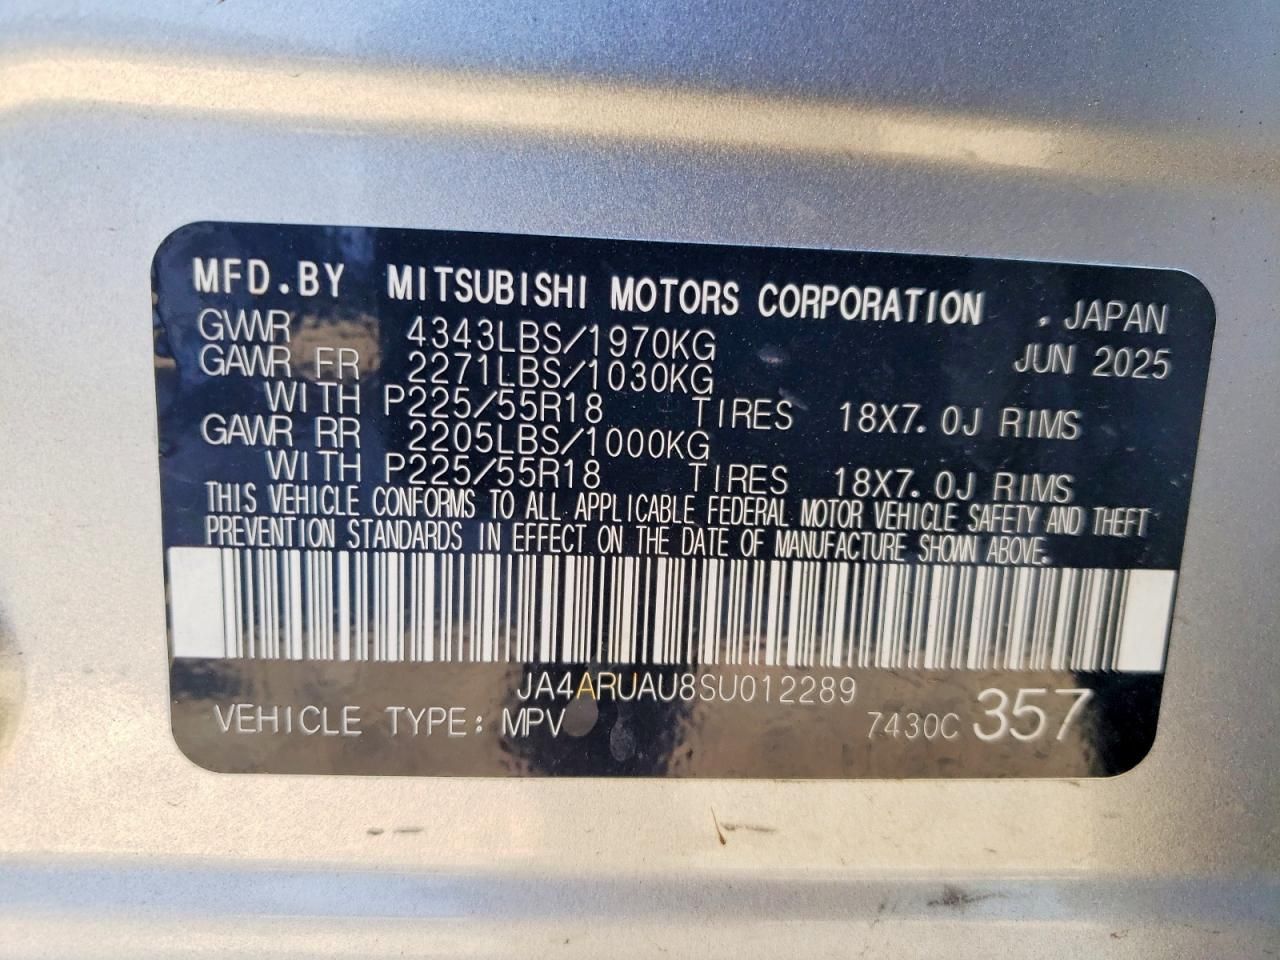 MFD.BY MITSUBISHI MOTORS CORPORATION . JAPAN
GVWR 4343LBS/1970KG JUN 2025
GAWR FR 2271LBS/1030KG
WITH P225/55R18 TIRES 18X7.0J RIMS
GAWR RR 2205LBS/1000KG
WITH P225/55R18 TIRES 18X7.0J RIMS
THIS VEHICLE CONFORMS TO ALL APPLICABLE FEDERAL MOTOR VEHICLE SAFETY AND THEFT
PREVENTION STANDARDS IN EFFECT ON THE DATE OF MANUFACTURE SHOWN ABOVE.
JA4ARUAU8SU012289
VEHICLE TYPE: MPV 7430C 357